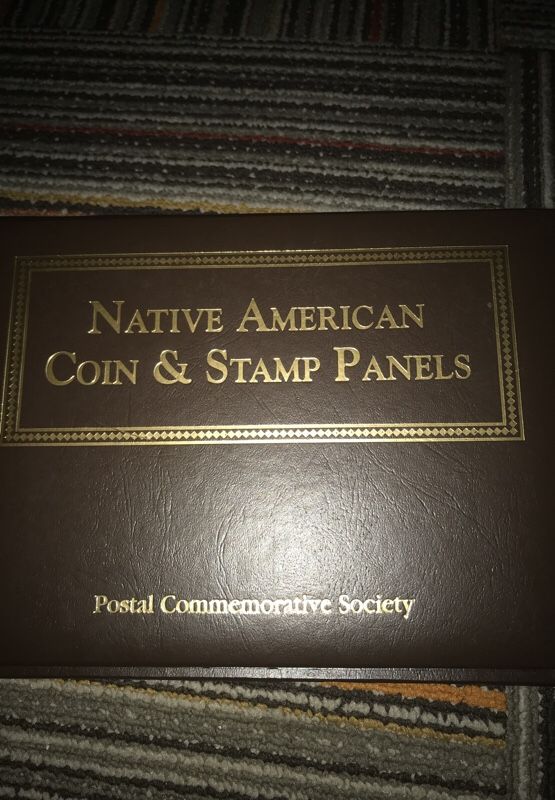 Native American
Coin & Stamp Panels
Postal Commemorative Society